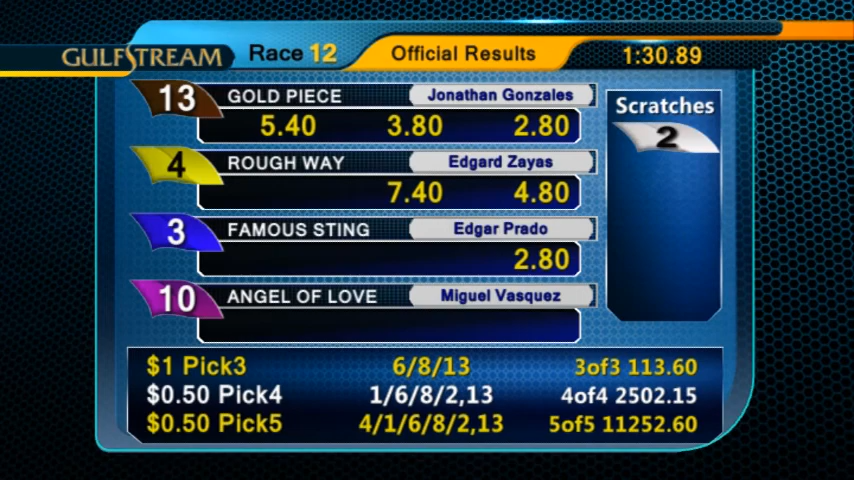 GULFSTREAM Race 12 Official Results 1:30.89
13 GOLD PIECE Jonathan Gonzales
5.40 3.80 2.80
4 ROUGH WAY Edgard Zayas
7.40 4.80
3 FAMOUS STING Edgar Prado
2.80
10 ANGEL OF LOVE Miguel Vasquez
Scratches
2
$1 Pick3 6/8/13 3of3 113.60
$0.50 Pick4 1/6/8/2,13 4of4 2502.15
$0.50 Pick5 4/1/6/8/2,13 5of5 11252.60